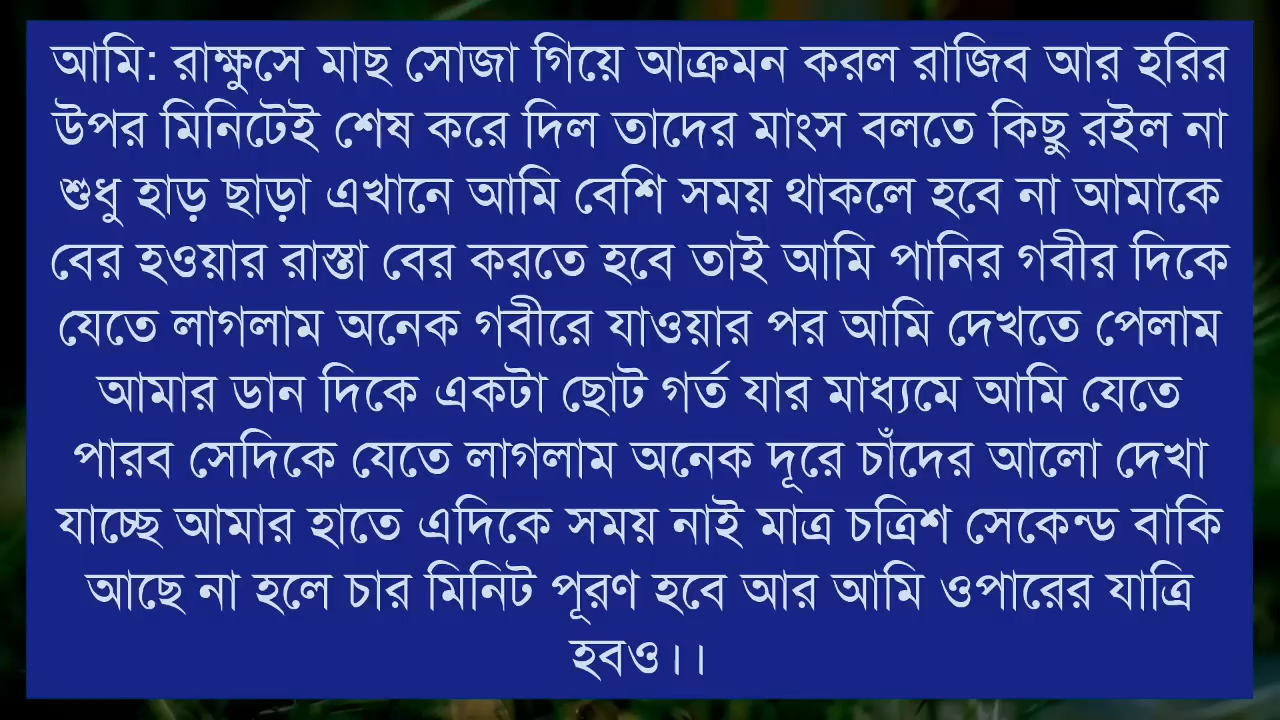 আমি: রাক্ষুসে মাছ সোজা গিয়ে আক্রমন করল রাজিব আর হরির
উপর মিনিটেই শেষ করে দিল তাদের মাংস বলতে কিছু রইল না
শুধু হাড় ছাড়া এখানে আমি বেশি সময় থাকলে হবে না আমাকে
বের হওয়ার রাস্তা বের করতে হবে তাই আমি পানির গবীর দিকে
যেতে লাগলাম অনেক গবীরে যাওয়ার পর আমি দেখতে পেলাম
আমার ডান দিকে একটা ছোট গর্ত যার মাধ্যমে আমি যেতে
পারব সেদিকে যেতে লাগলাম অনেক দূরে চাঁদের আলো দেখা
যাচ্ছে আমার হাতে এদিকে সময় নাই মাত্র চত্রিশ সেকেন্ড বাকি
আছে না হলে চার মিনিট পূরণ হবে আর আমি ওপারের যাত্রি
হবও।।